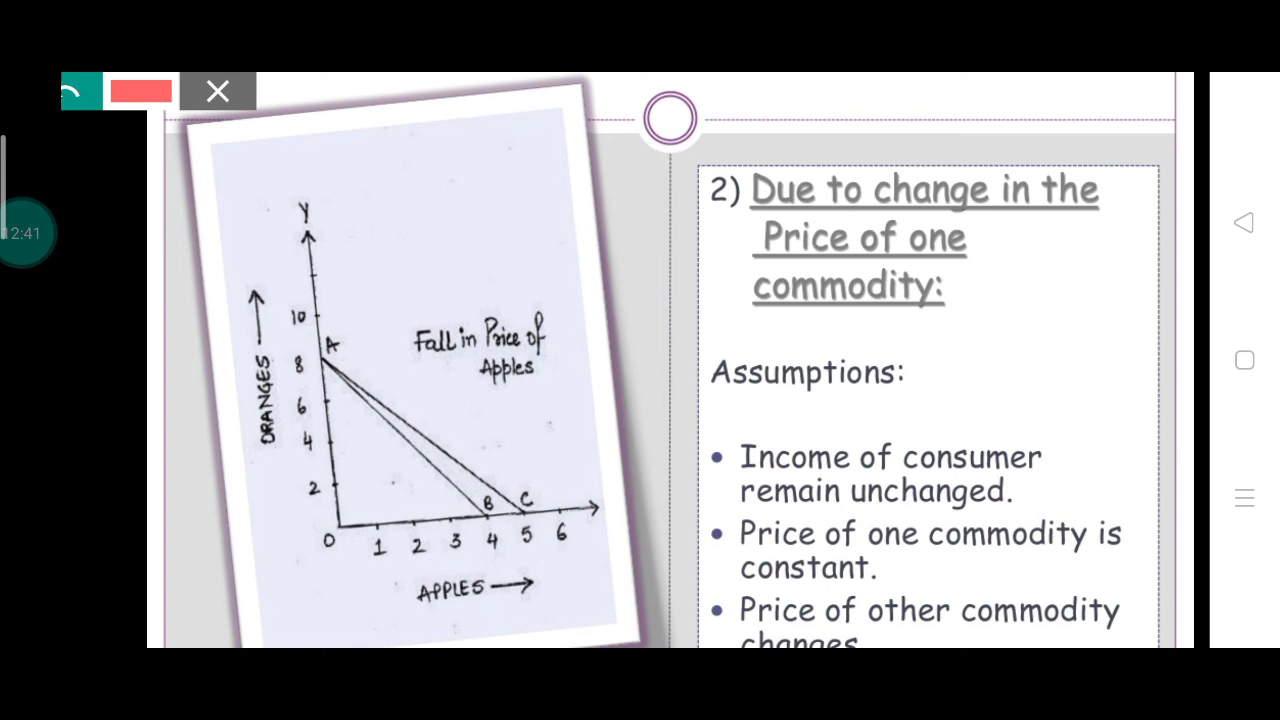 12:41
Y
10
A
8
6
4
2
0
ORANGES
Fall in Price of
Apples
B
C
1 2 3 4 5 6
APPLES
2) Due to change in the
Price of one
commodity:
Assumptions:
• Income of consumer
remain unchanged.
• Price of one commodity is
constant.
• Price of other commodity
changes